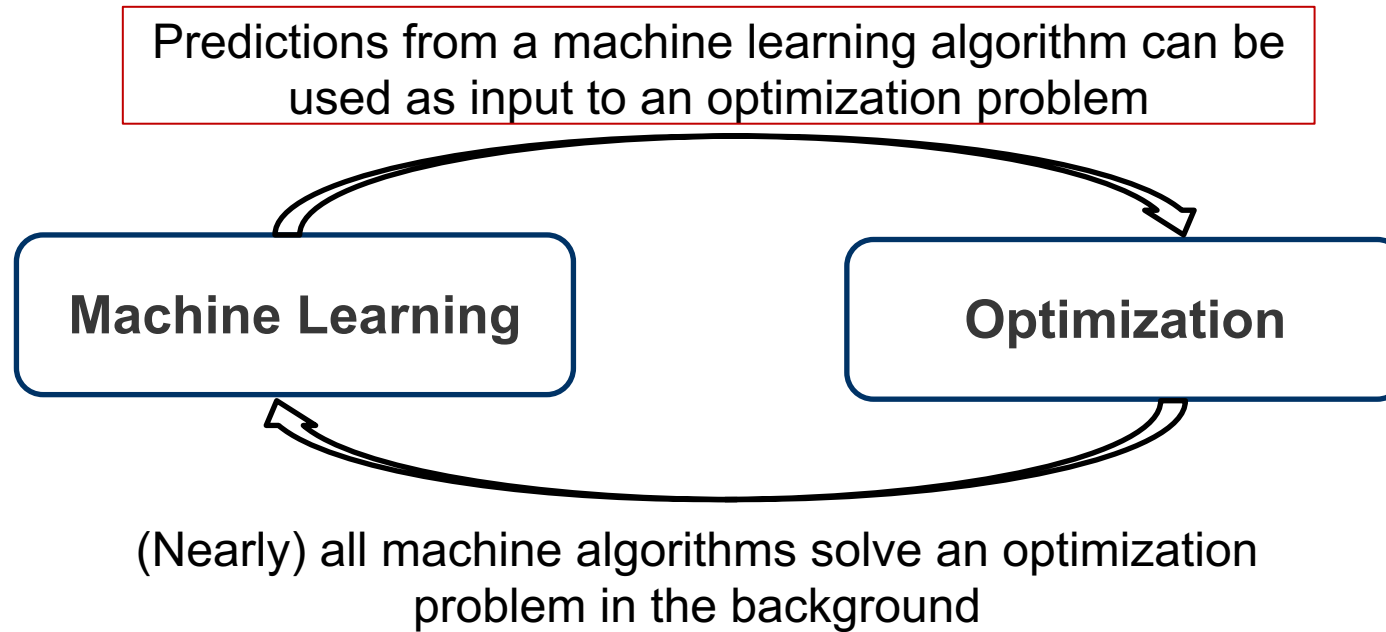 Predictions from a machine learning algorithm can be
used as input to an optimization problem
Machine Learning
Optimization
(Nearly) all machine algorithms solve an optimization
problem in the background